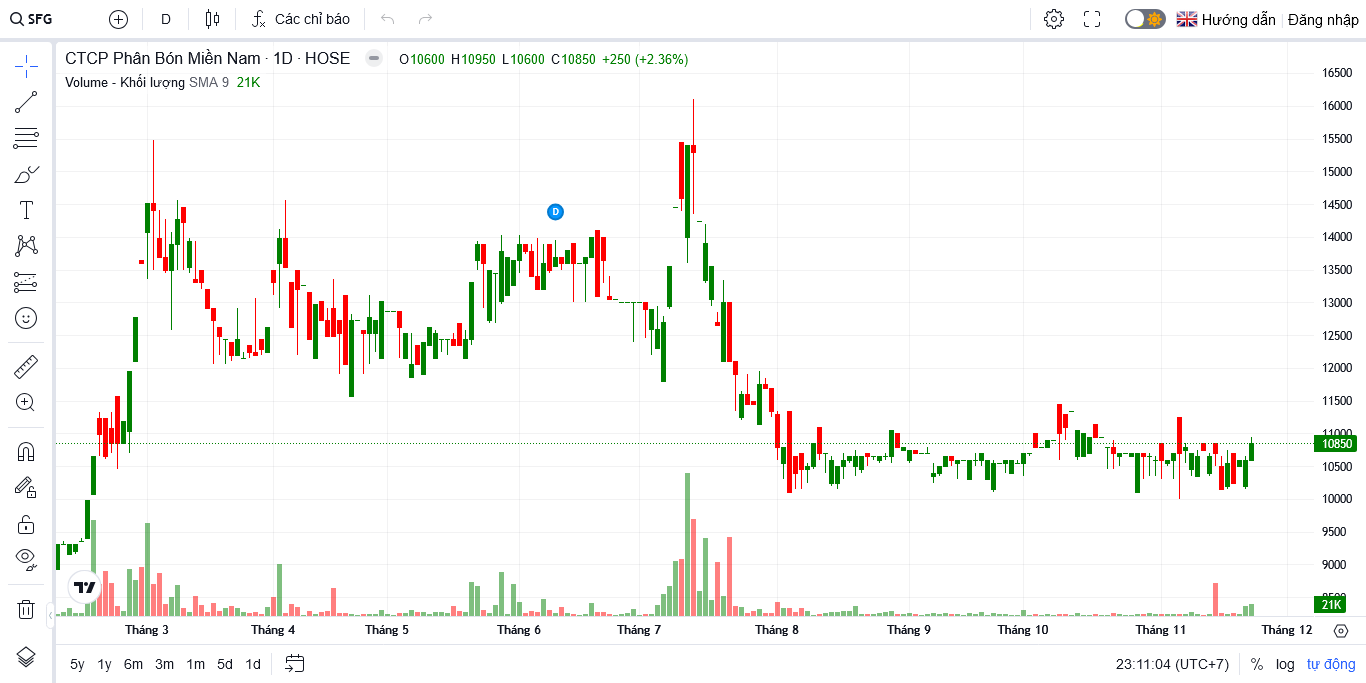 SFG D Các chỉ báo Hướng dẫn Đăng nhập
CTCP Phân Bón Miền Nam · 1D · HOSE O10600 H10950 L10600 C10850 +250 (+2.36%)
Volume - Khối lượng SMA 9 21K
D
16500
16000
15500
15000
14500
14000
13500
13000
12500
12000
11500
11000
10850
10500
10000
9500
9000
8500
21K
Tháng 3 Tháng 4 Tháng 5 Tháng 6 Tháng 7 Tháng 8 Tháng 9 Tháng 10 Tháng 11 Tháng 12
5y 1y 6m 3m 1m 5d 1d 23:11:04 (UTC+7) % log tự động